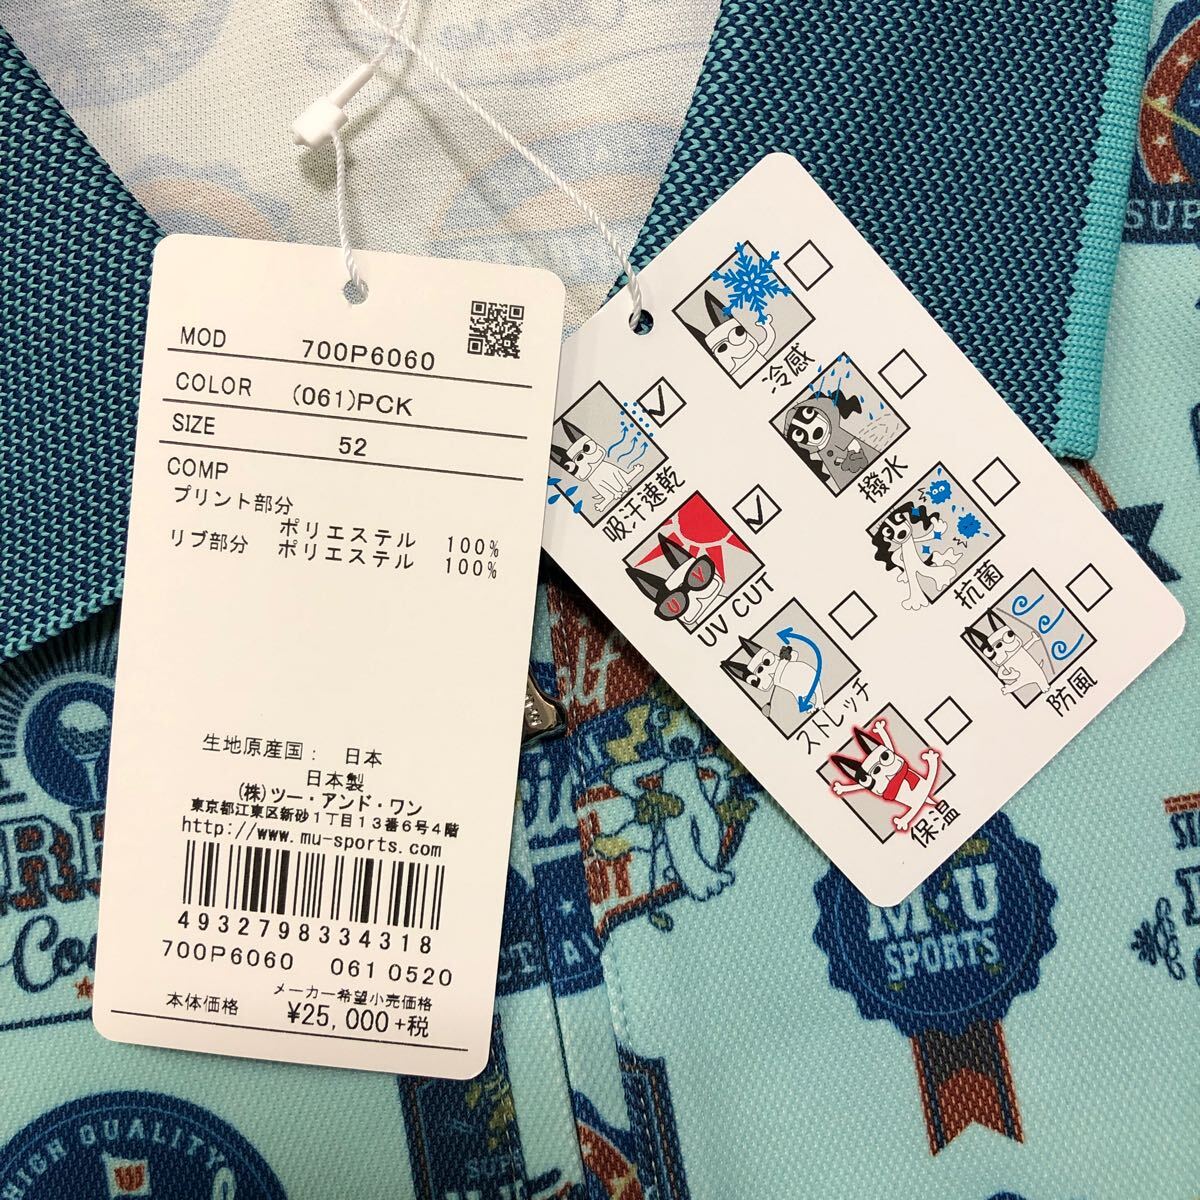 MOD 700P6060
COLOR (061)PCK
SIZE 52
COMP
プリント部分
ポリエステル 100%
リブ部分 ポリエステル 100%
生地原産国： 日本
日本製
(株)ツー・アンド・ワン
東京都江東区新砂1丁目13番6号4階
http://www.mu-sports.com
4932798334318
700P6060 061 0520
メーカー希望小売価格
本体価格 ¥25,000+税
冷感
吸汗速乾
撥水
UV
UV CUT
抗菌
ストレッチ
防風
保温
M・U
SPORTS
HIGH QUALITY